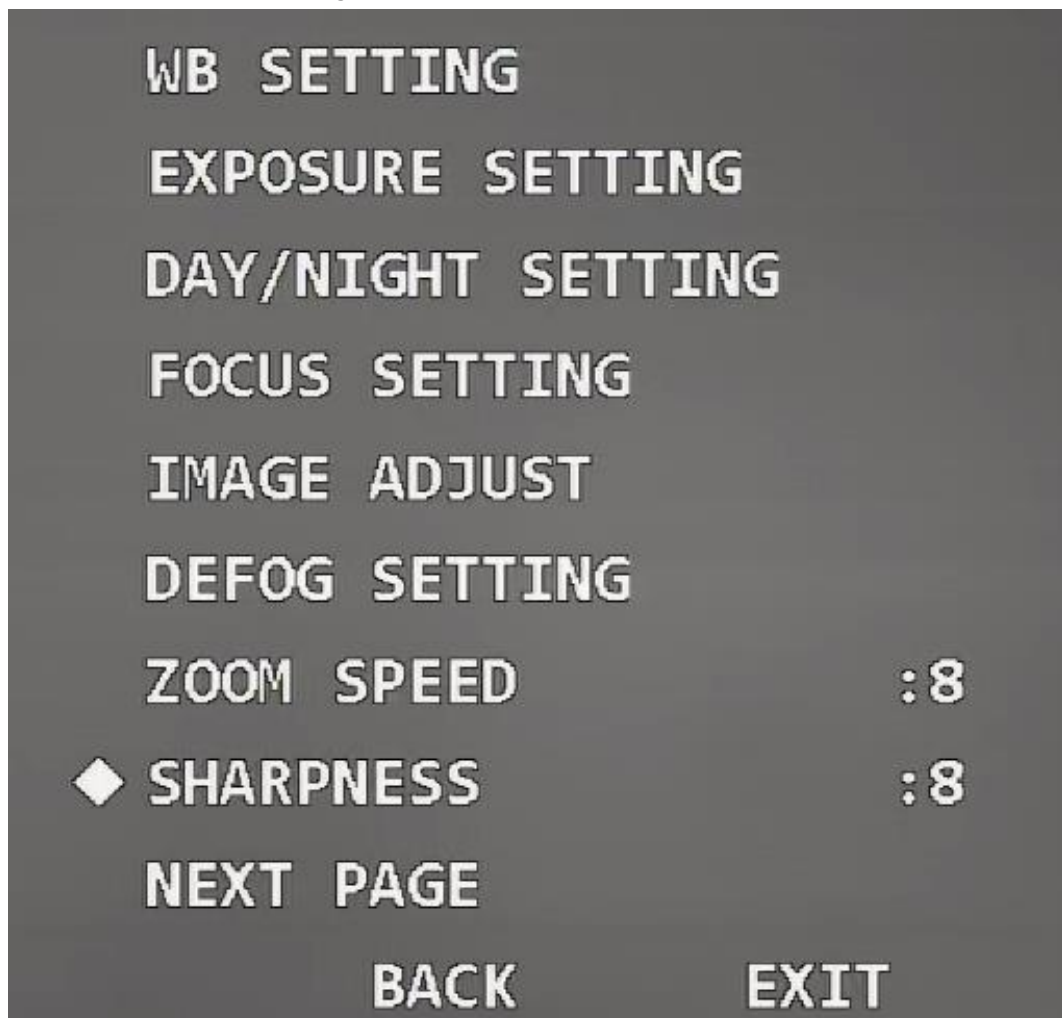 WB SETTING
EXPOSURE SETTING
DAY/NIGHT SETTING
FOCUS SETTING
IMAGE ADJUST
DEFOG SETTING
ZOOM SPEED :8
SHARPNESS :8
NEXT PAGE
BACK EXIT